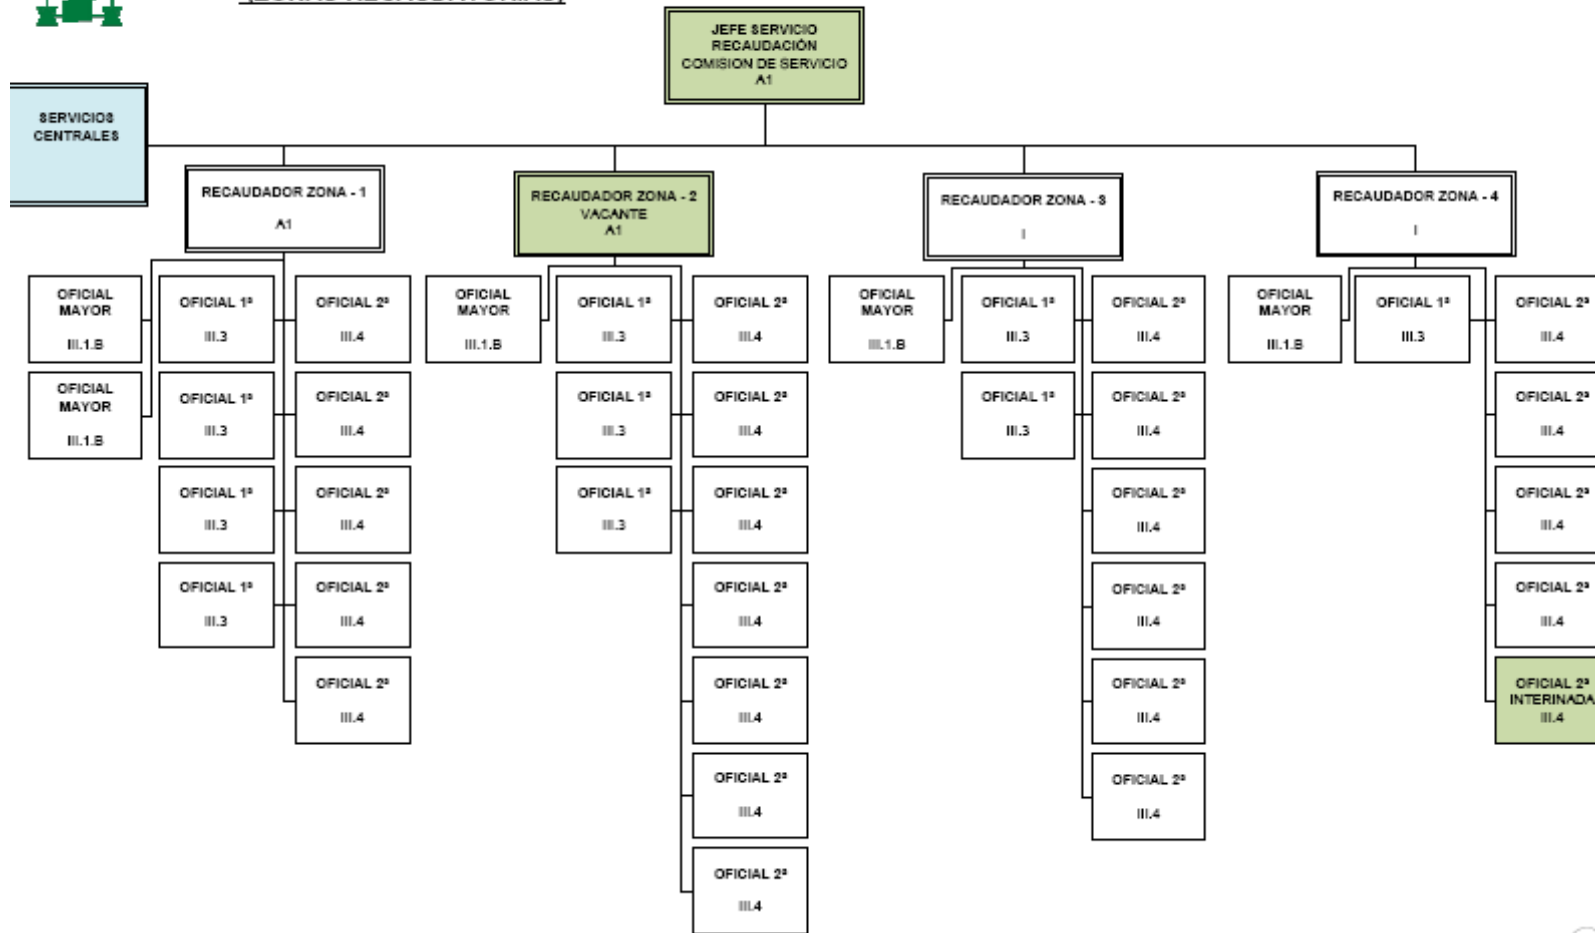 JEFE SERVICIO
RECAUDACIÓN
COMISION DE SERVICIO
A1
SERVICIOS
CENTRALES
RECAUDADOR ZONA - 1
A1
RECAUDADOR ZONA - 2
VACANTE
A1
RECAUDADOR ZONA - 3
I
RECAUDADOR ZONA - 4
I
OFICIAL
MAYOR
III.1.B
OFICIAL
MAYOR
III.1.B
OFICIAL 1ª
III.3
OFICIAL 1ª
III.3
OFICIAL 1ª
III.3
OFICIAL 1ª
III.3
OFICIAL 2ª
III.4
OFICIAL 2ª
III.4
OFICIAL 2ª
III.4
OFICIAL 2ª
III.4
OFICIAL 2ª
III.4
OFICIAL
MAYOR
III.1.B
OFICIAL 1ª
III.3
OFICIAL 1ª
III.3
OFICIAL 1ª
III.3
OFICIAL 2ª
III.4
OFICIAL 2ª
III.4
OFICIAL 2ª
III.4
OFICIAL 2ª
III.4
OFICIAL 2ª
III.4
OFICIAL 2ª
III.4
OFICIAL 2ª
III.4
OFICIAL
MAYOR
III.1.B
OFICIAL 1ª
III.3
OFICIAL 1ª
III.3
OFICIAL 2ª
III.4
OFICIAL 2ª
III.4
OFICIAL 2ª
III.4
OFICIAL 2ª
III.4
OFICIAL 2ª
III.4
OFICIAL 2ª
III.4
OFICIAL
MAYOR
III.1.B
OFICIAL 1ª
III.3
OFICIAL 2ª
III.4
OFICIAL 2ª
III.4
OFICIAL 2ª
III.4
OFICIAL 2ª
III.4
OFICIAL 2ª
INTERINADA
III.4